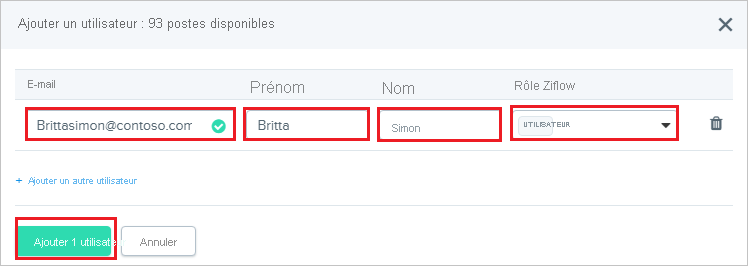 Ajouter un utilisateur : 93 postes disponibles
E-mail Prénom Nom Rôle Ziflow
Brittasimon@contoso.com Britta Simon UTILISATEUR
+ Ajouter un autre utilisateur
Ajouter 1 utilisate Annuler